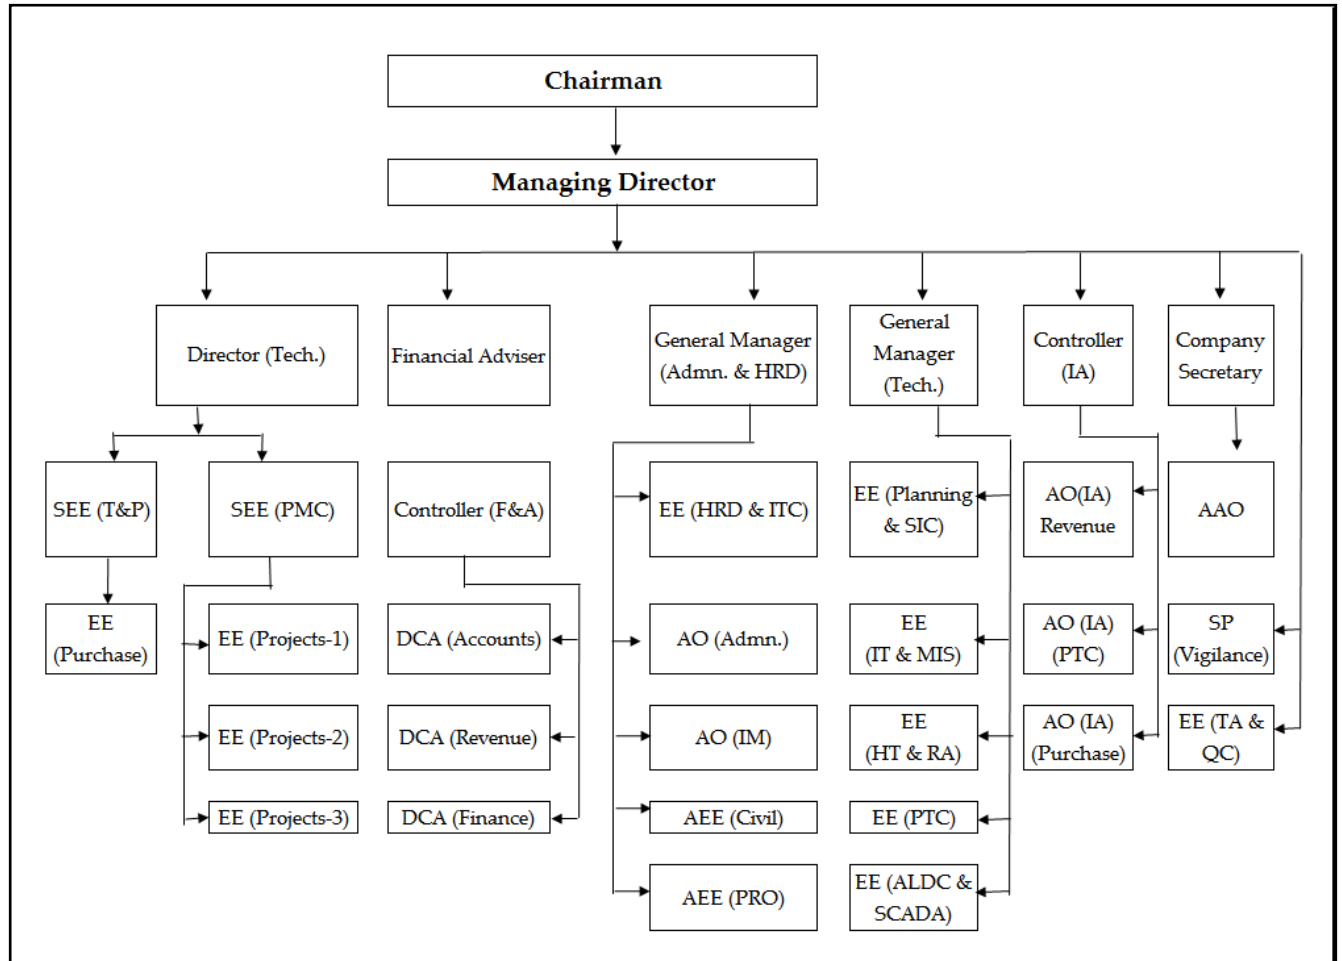 Chairman
Managing Director
Director (Tech.)
Financial Adviser
General Manager
(Admn. & HRD)
General
Manager
(Tech.)
Controller
(IA)
Company
Secretary
SEE (T&P)
SEE (PMC)
Controller (F&A)
EE (HRD & ITC)
EE (Planning
& SIC)
AO(IA)
Revenue
AAO
EE
(Purchase)
EE (Projects-1)
DCA (Accounts)
AO (Admn.)
EE
(IT & MIS)
AO (IA)
(PTC)
SP
(Vigilance)
EE (Projects-2)
DCA (Revenue)
AO (IM)
EE
(HT & RA)
AO (IA)
(Purchase)
EE (TA &
QC)
EE (Projects-3)
DCA (Finance)
AEE (Civil)
EE (PTC)
AEE (PRO)
EE (ALDC &
SCADA)